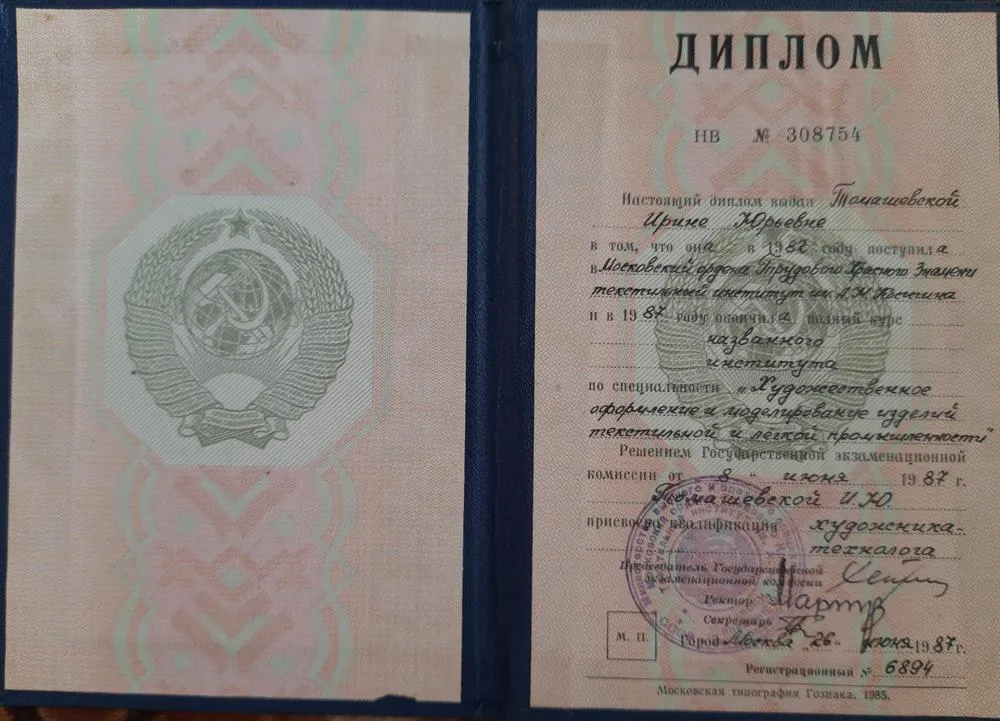 ДИПЛОМ
НВ № 308754
Настоящий диплом выдан Томашевской
Ирине Юрьевне
в том, что она в 1982 году поступила
в Московский ордена Трудового Красного Знамени
текстильный институт им. А.Н. Косыгина
и в 1987 году окончила полный курс
названного
института
по специальности „Художественное
оформление и моделирование изделий
текстильной и лёгкой промышленности"
Решением Государственной экзаменационной
комиссии от „ 8 " июня 1987 г.
Томашевской И.Ю.
присвоена квалификация художника-
технолога
Председатель Государственной
экзаменационной комиссии
Ректор
Секретарь
М. П.
Город Москва „26" июня 1987 г.
Регистрационный № 6894
Московская типография Гознака. 1985.